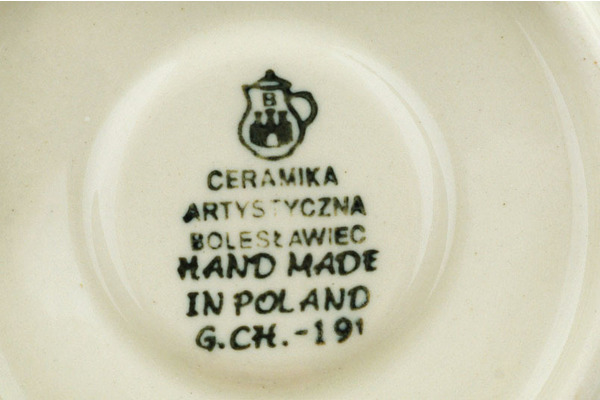 B
CERAMIKA
ARTYSTYCZNA
BOLESŁAWIEC
HAND MADE
IN POLAND
G.CH.-191